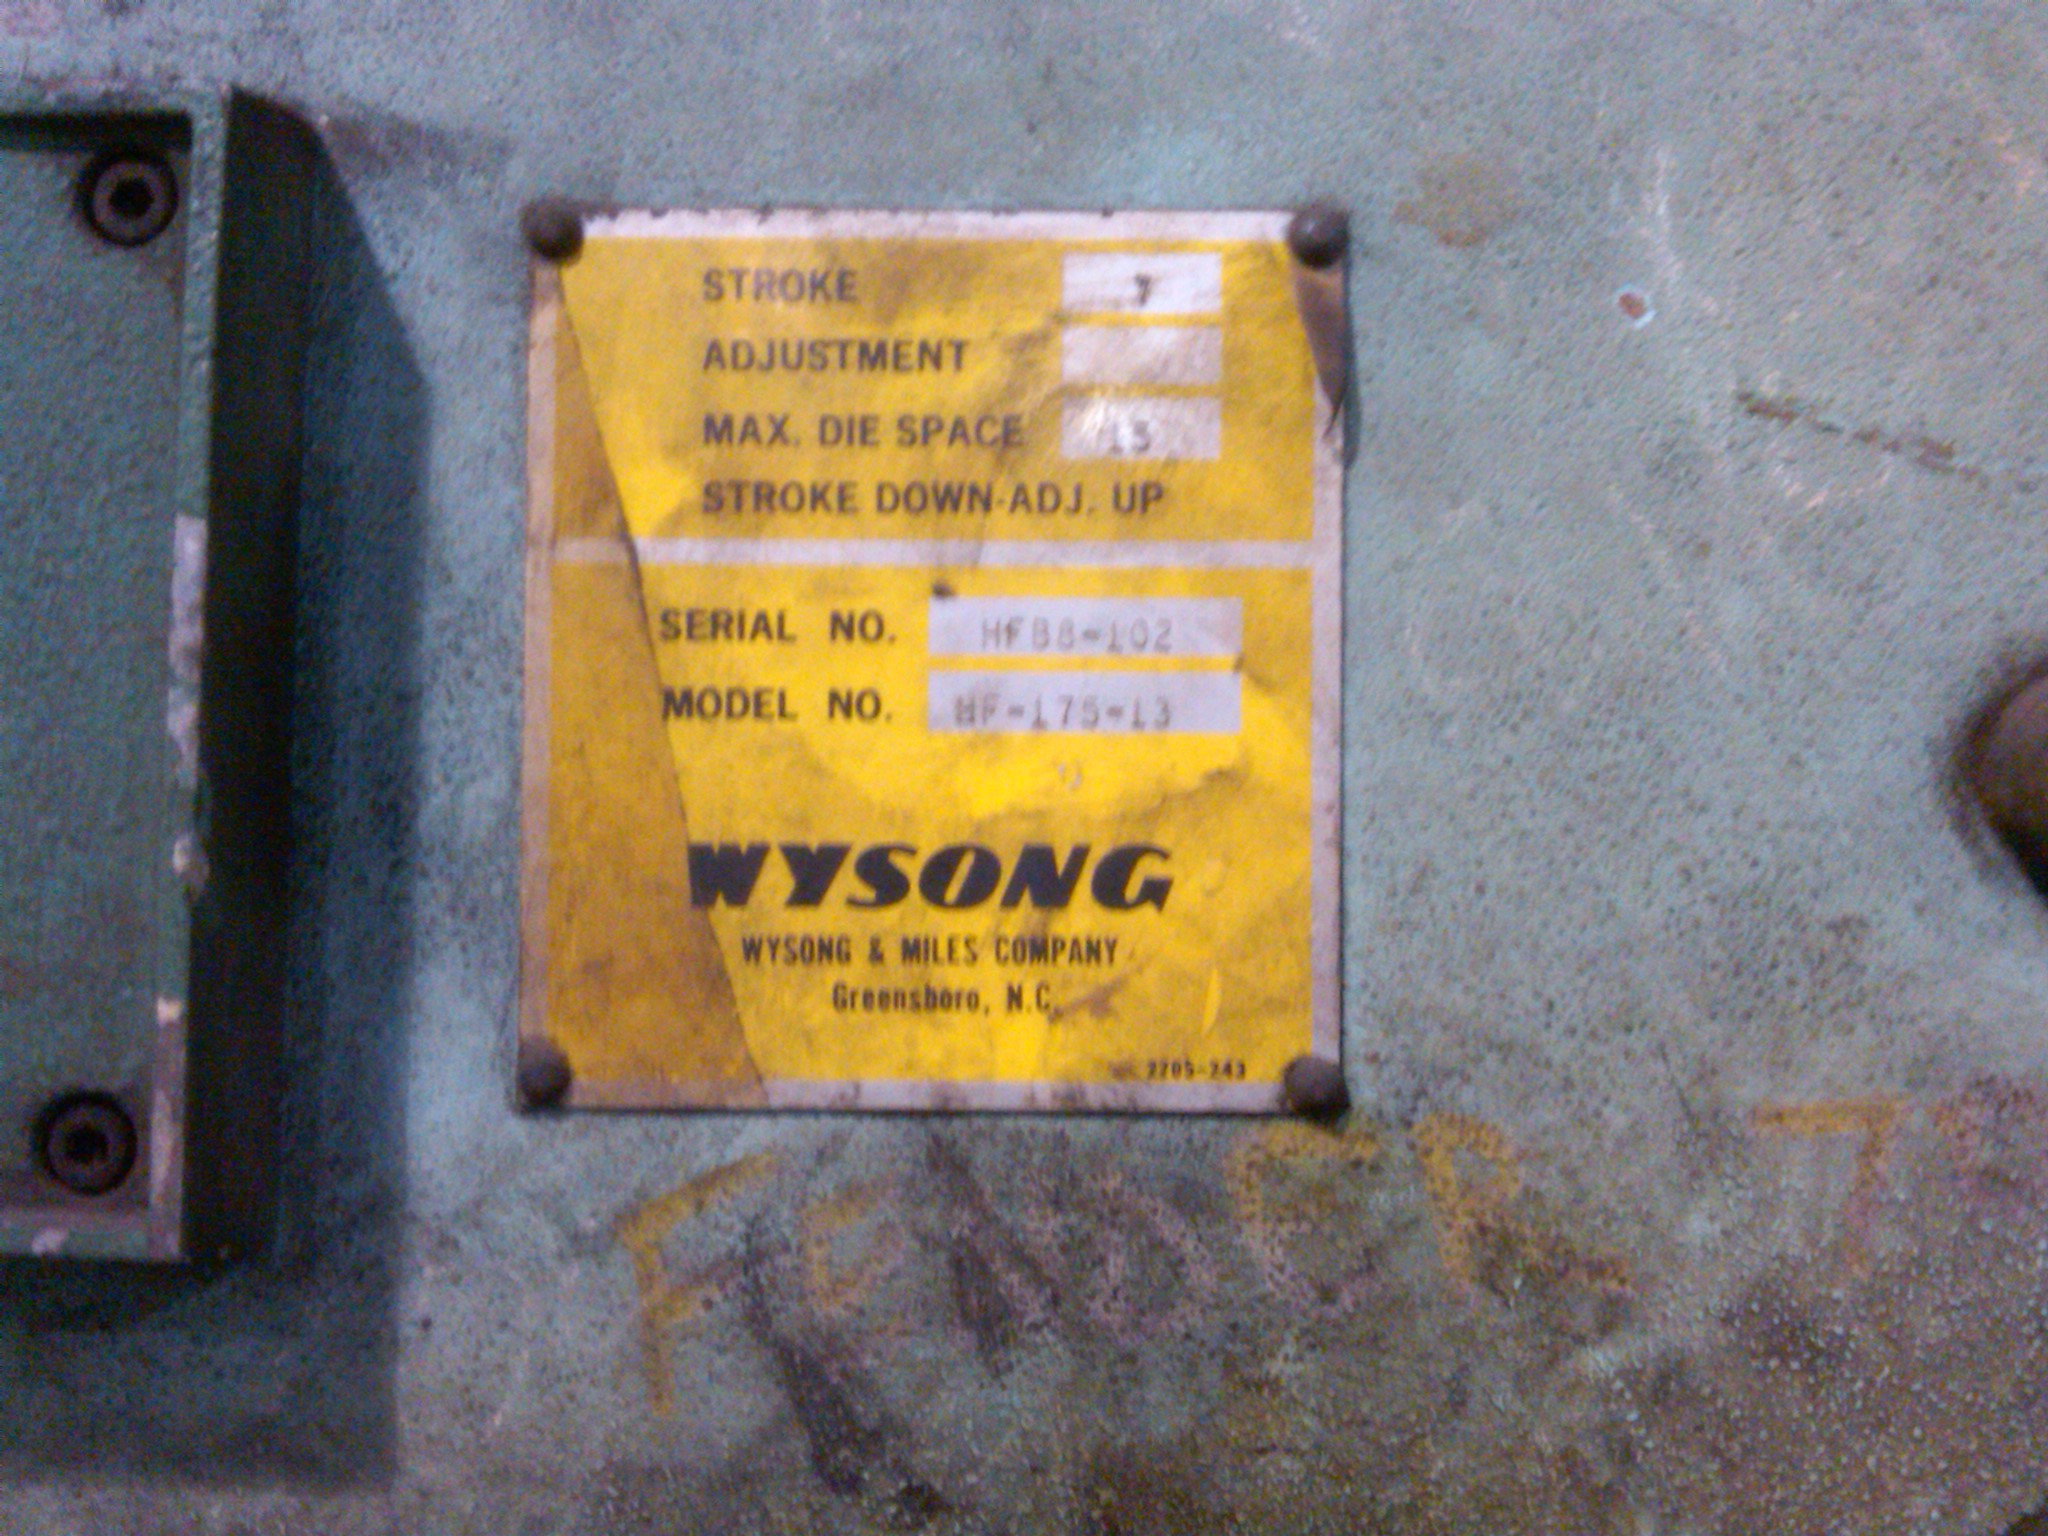 STROKE 7
ADJUSTMENT
MAX. DIE SPACE 15
STROKE DOWN-ADJ. UP
SERIAL NO. HFB8-102
MODEL NO. HF-175-13
WYSONG
WYSONG & MILES COMPANY
Greensboro, N.C.
2205-243